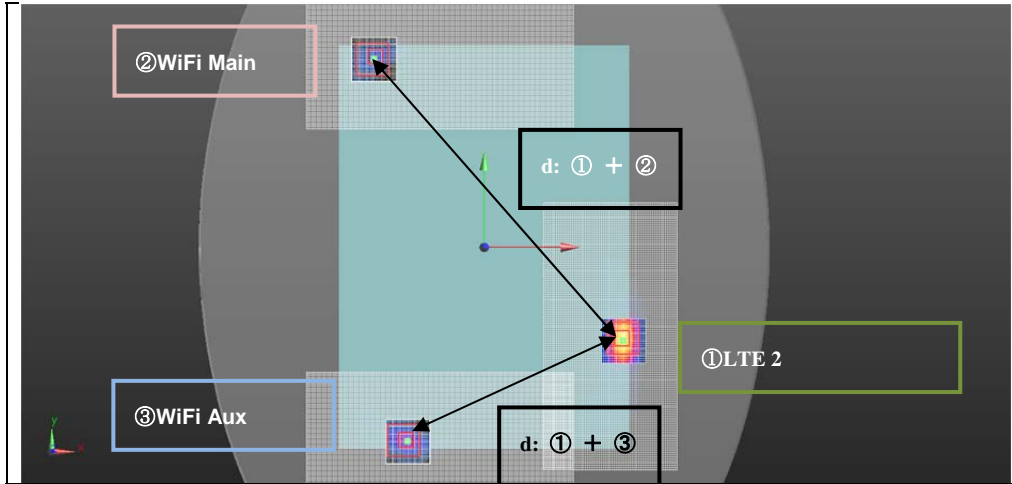 ②WiFi Main
d: ① + ②
①LTE 2
③WiFi Aux
d: ① + ③
y
x